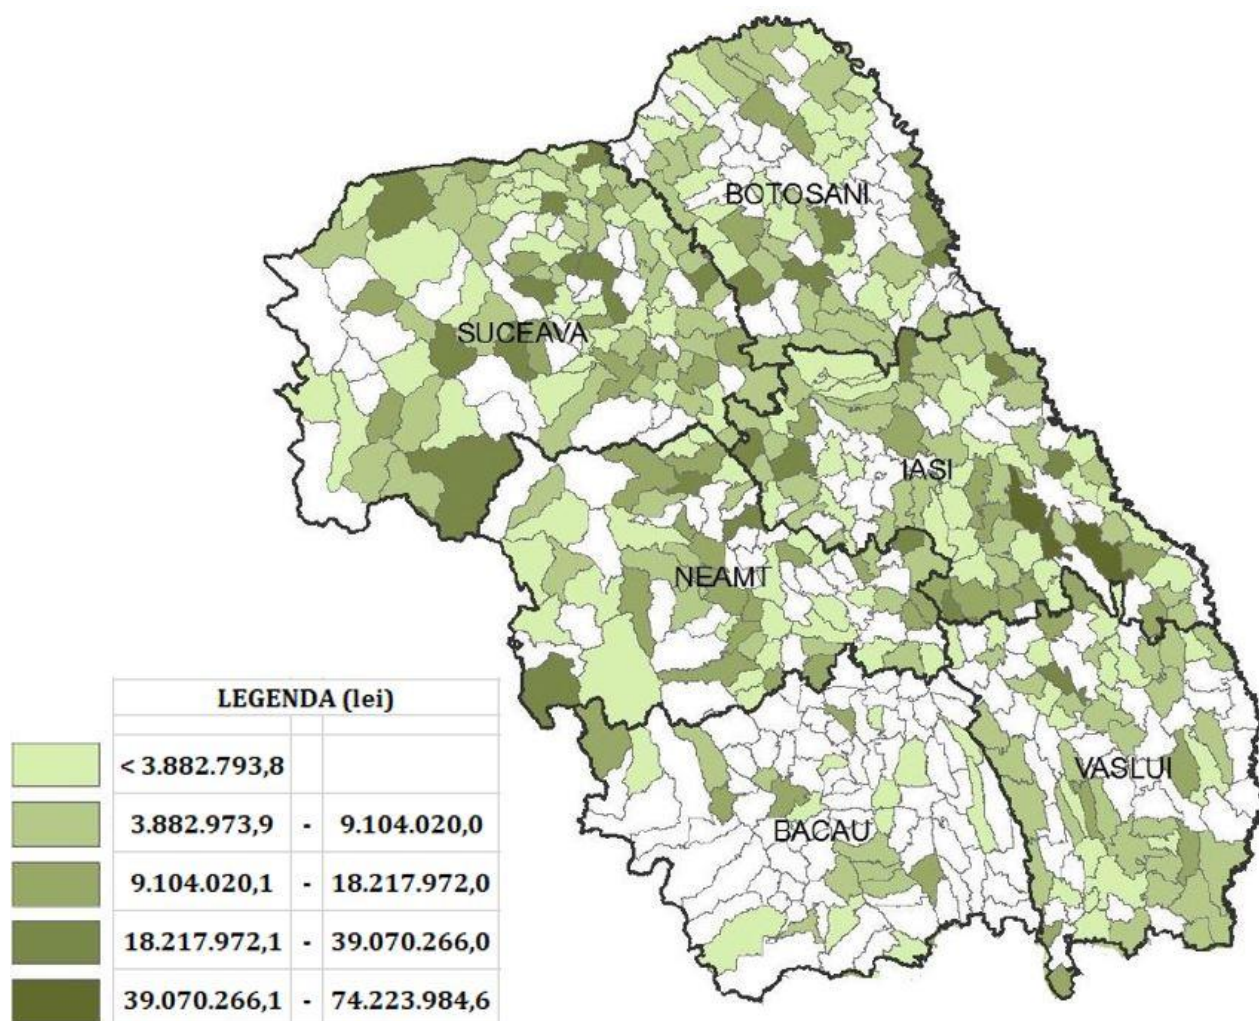 BOTOSANI
SUCEAVA
IASI
NEAMT
VASLUI
BACAU
LEGENDA (lei)
< 3.882.793,8
3.882.973,9 - 9.104.020,0
9.104.020,1 - 18.217.972,0
18.217.972,1 - 39.070.266,0
39.070.266,1 - 74.223.984,6